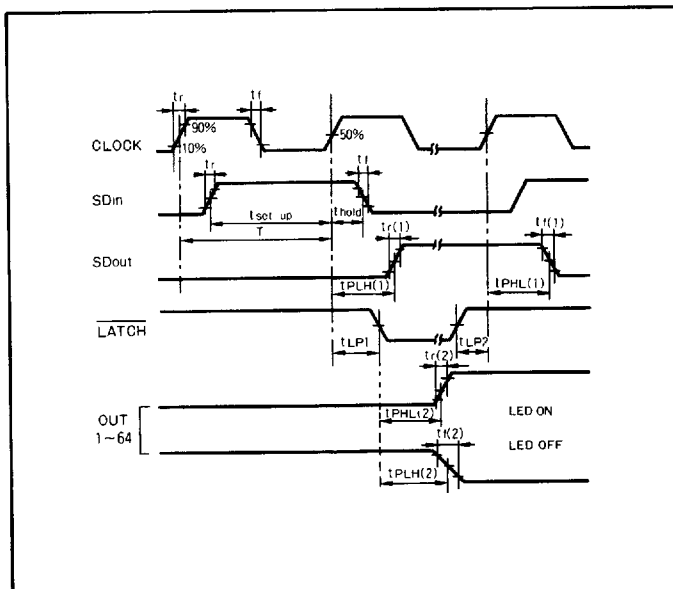 tr
tf
CLOCK
90%
10%
50%
SDin
tr
tf
tset up
thold
T
SDout
tr(1)
tf(1)
tPLH(1)
tPHL(1)
LATCH
tLP1
tLP2
tr(2)
OUT
1~64
tPHL(2)
LED ON
tf(2)
LED OFF
tPLH(2)